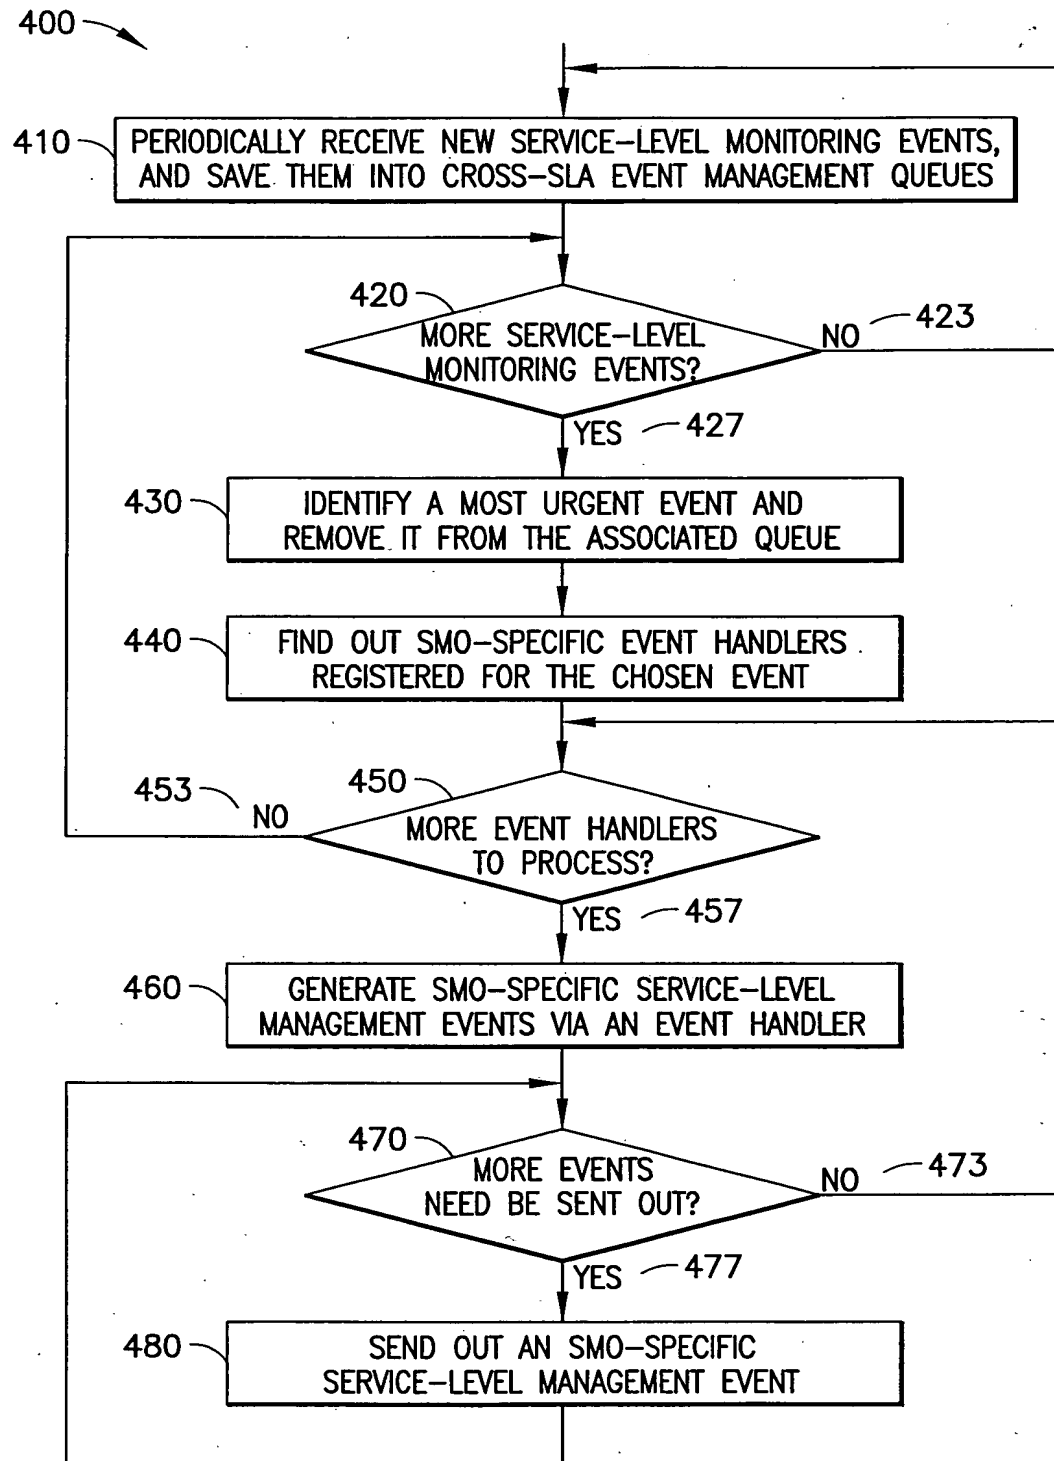 400
410
PERIODICALLY RECEIVE NEW SERVICE-LEVEL MONITORING EVENTS,
AND SAVE THEM INTO CROSS-SLA EVENT MANAGEMENT QUEUES
420
MORE SERVICE-LEVEL
MONITORING EVENTS?
NO
423
YES
427
430
IDENTIFY A MOST URGENT EVENT AND
REMOVE IT FROM THE ASSOCIATED QUEUE
440
FIND OUT SMO-SPECIFIC EVENT HANDLERS
REGISTERED FOR THE CHOSEN EVENT
450
453
NO
MORE EVENT HANDLERS
TO PROCESS?
YES
457
460
GENERATE SMO-SPECIFIC SERVICE-LEVEL
MANAGEMENT EVENTS VIA AN EVENT HANDLER
470
MORE EVENTS
NEED BE SENT OUT?
NO
473
YES
477
480
SEND OUT AN SMO-SPECIFIC
SERVICE-LEVEL MANAGEMENT EVENT